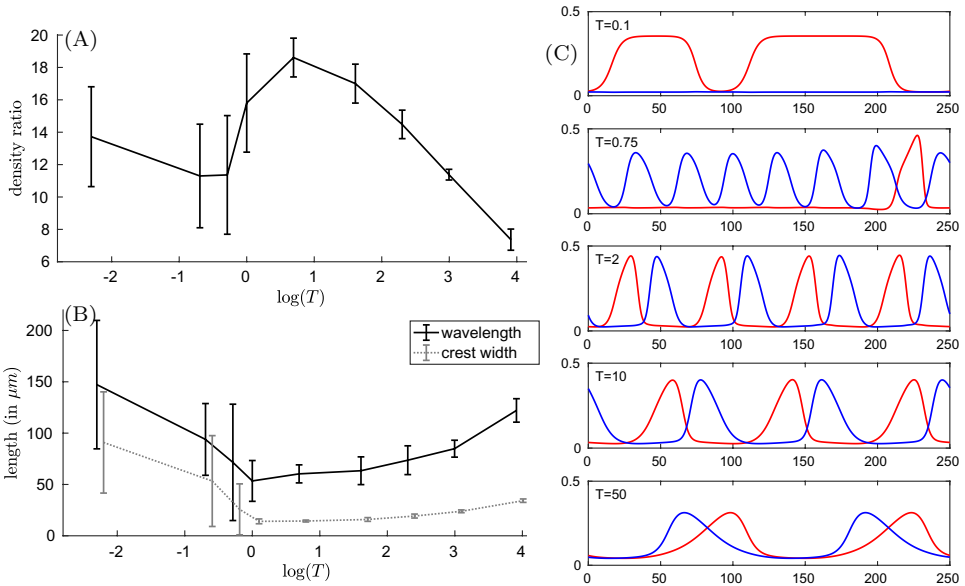 (A)
20
18
16
14
12
10
8
6
density ratio
-2 -1 0 1 2 3 4
log(T)
(B)
200
150
100
50
0
length (in μm)
wavelength
crest width
-2 -1 0 1 2 3 4
log(T)
(C)
0.5
T=0.1
0
0 50 100 150 200 250
0.5
T=0.75
0
0 50 100 150 200 250
0.5
T=2
0
0 50 100 150 200 250
0.5
T=10
0
0 50 100 150 200 250
0.5
T=50
0
0 50 100 150 200 250